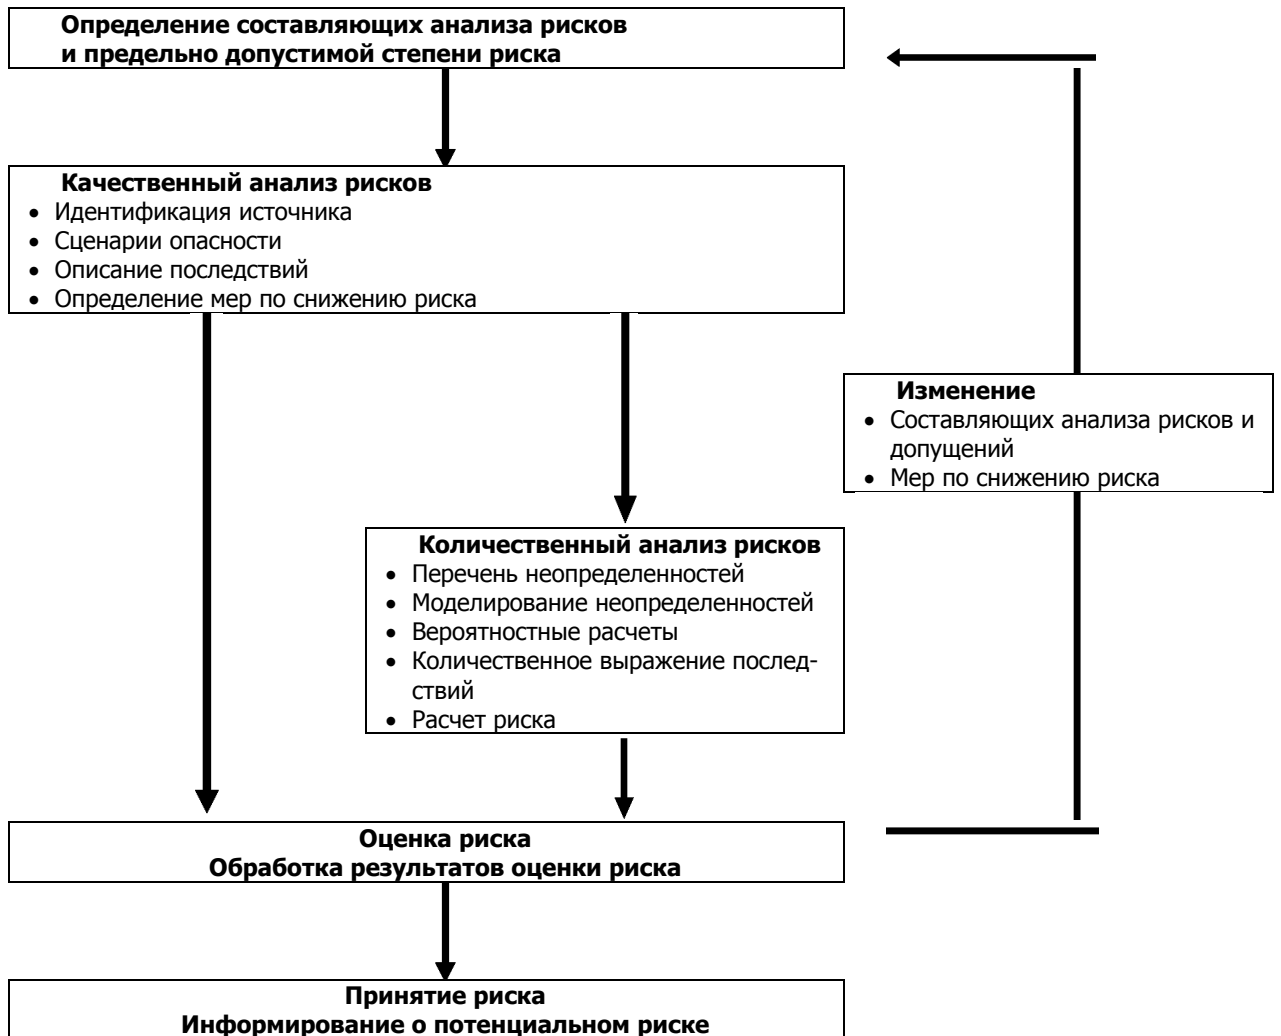 Определение составляющих анализа рисков
и предельно допустимой степени риска
Качественный анализ рисков
• Идентификация источника
• Сценарии опасности
• Описание последствий
• Определение мер по снижению риска
Изменение
• Составляющих анализа рисков и
допущений
• Мер по снижению риска
Количественный анализ рисков
• Перечень неопределенностей
• Моделирование неопределенностей
• Вероятностные расчеты
• Количественное выражение послед-
ствий
• Расчет риска
Оценка риска
Обработка результатов оценки риска
Принятие риска
Информирование о потенциальном риске